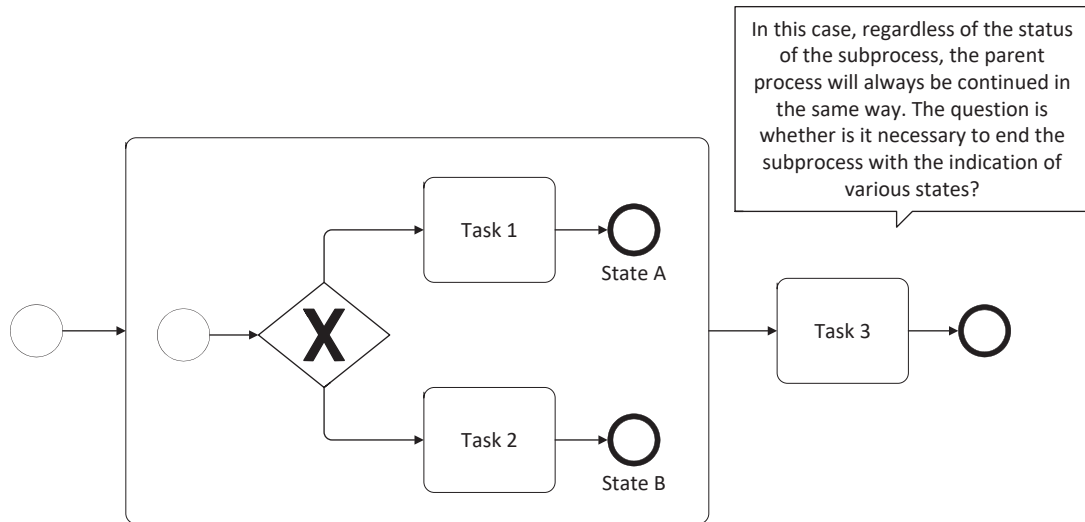 In this case, regardless of the status
of the subprocess, the parent
process will always be continued in
the same way. The question is
whether is it necessary to end the
subprocess with the indication of
various states?
Task 1
State A
X
Task 3
Task 2
State B